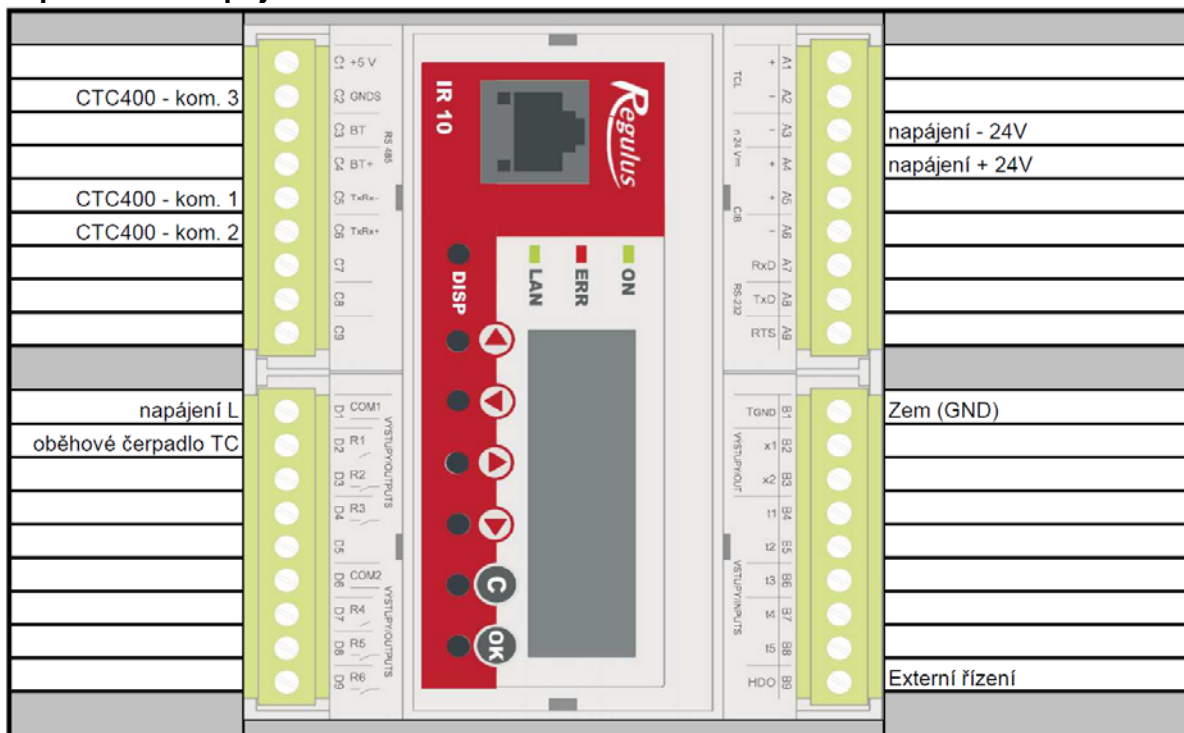 CTC400 - kom. 3
CTC400 - kom. 1
CTC400 - kom. 2
napájení L
oběhové čerpadlo TC
C1 +5 V
C2 GNDS
C3 BT
C4 BT+
C5 TxRx–
C6 TxRx+
C7
C8
C9
RS 485
D1 COM1
D2 R1
D3 R2
D4 R3
D5
D6 COM2
D7 R4
D8 R5
D9 R6
VÝSTUPY/OUTPUTS
VÝSTUPY/OUTPUTS
IR 10
Regulus
DISP
LAN
ERR
ON
C
OK
TCL
+ A1
– A2
– A3
+ A4
+ A5
– A6
24 V
CIB
RxD A7
TxD A8
RTS A9
RS-232
TGND B1
x1 B2
x2 B3
t1 B4
t2 B5
t3 B6
t4 B7
t5 B8
HDO B9
VÝSTUPY/OUT
VSTUPY/INPUTS
napájení - 24V
napájení + 24V
Zem (GND)
Externí řízení